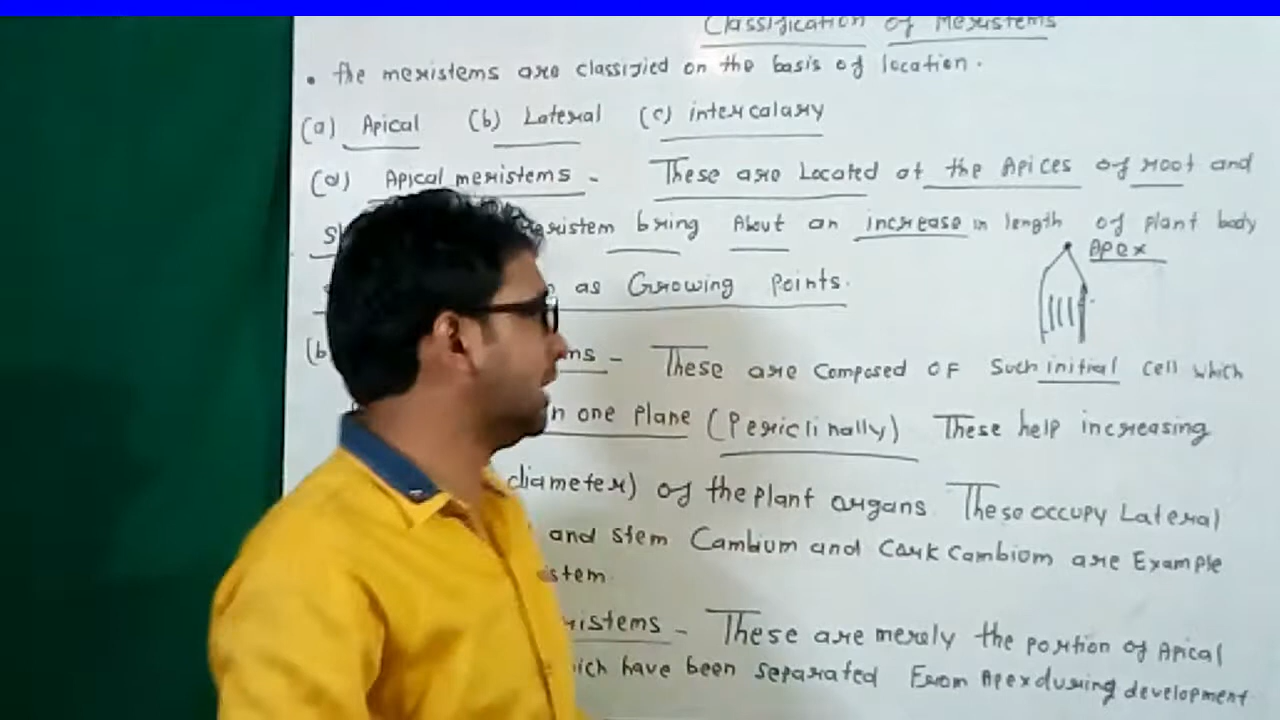 Classification of Meristems
• The meristems are classified on the basis of location.
(a) Apical (b) Lateral (c) intercalary
(a) Apical meristems - These are Located at the Apices of root and
bring About an increase in length of plant body
Apex
as Growing Points.
(b - These are Composed OF Such initial cell which
one plane (Periclinally) These help increasing
diameter) of the plant organs. These occupy Lateral
and stem Cambium and Cork Cambiom are Example
- These are merely the portion of Apical
have been separated From Apex during development